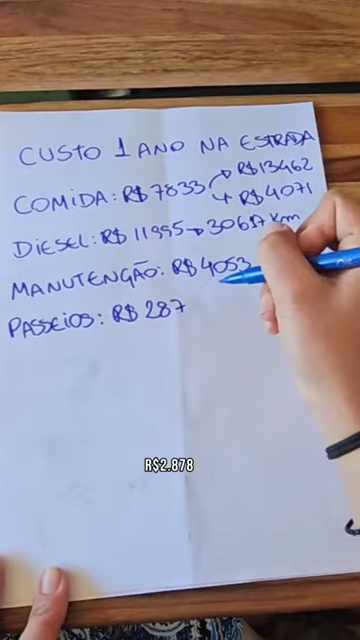 CUSTO 1 ANO NA ESTRADA
COMIDA: R$ 7833 → R$13462
↳ R$ 4071
DIESEL: R$ 11995 → 30617 Km
MANUTENÇÃO: R$ 4053
PASSEIOS: R$ 287
R$2.878